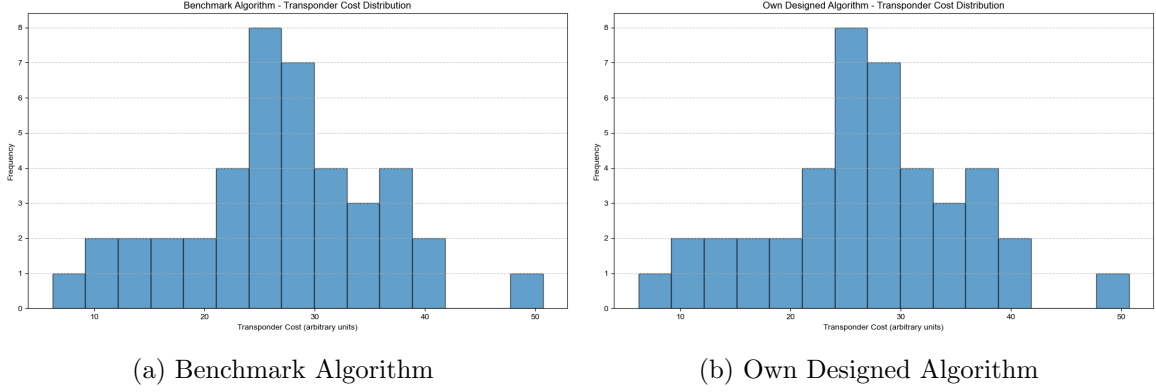 Benchmark Algorithm - Transponder Cost Distribution
8
7
6
5
4
3
2
1
0
Frequency
10 20 30 40 50
Transponder Cost (arbitrary units)
(a) Benchmark Algorithm
Own Designed Algorithm - Transponder Cost Distribution
8
7
6
5
4
3
2
1
0
Frequency
10 20 30 40 50
Transponder Cost (arbitrary units)
(b) Own Designed Algorithm